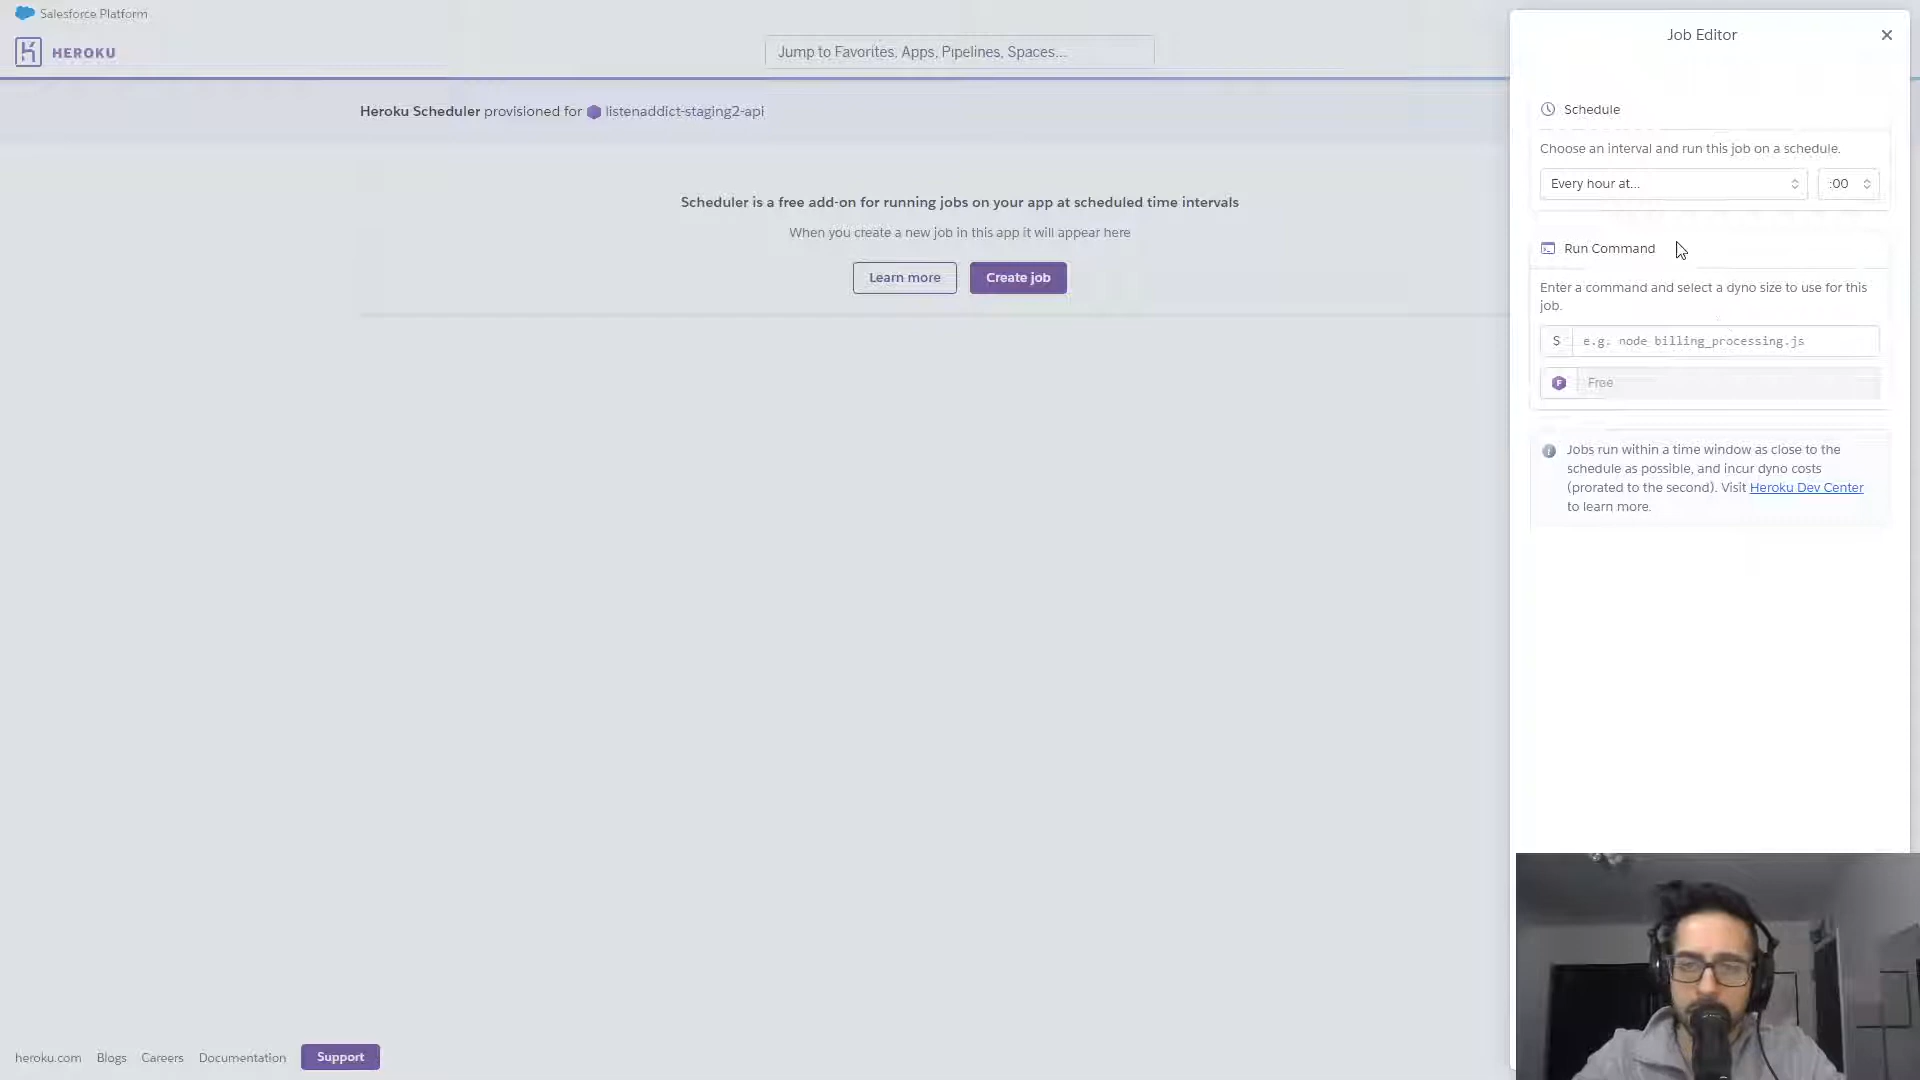 Salesforce Platform
HEROKU
Jump to Favorites, Apps, Pipelines, Spaces...
Heroku Scheduler provisioned for listenaddict-staging2-api
Scheduler is a free add-on for running jobs on your app at scheduled time intervals
When you create a new job in this app it will appear here
Learn more
Create job
Job Editor
Schedule
Choose an interval and run this job on a schedule.
Every hour at...
:00
Run Command
Enter a command and select a dyno size to use for this
job.
$ e.g. node billing_processing.js
F Free
Jobs run within a time window as close to the
schedule as possible, and incur dyno costs
(prorated to the second). Visit Heroku Dev Center
to learn more.
heroku.com
Blogs
Careers
Documentation
Support